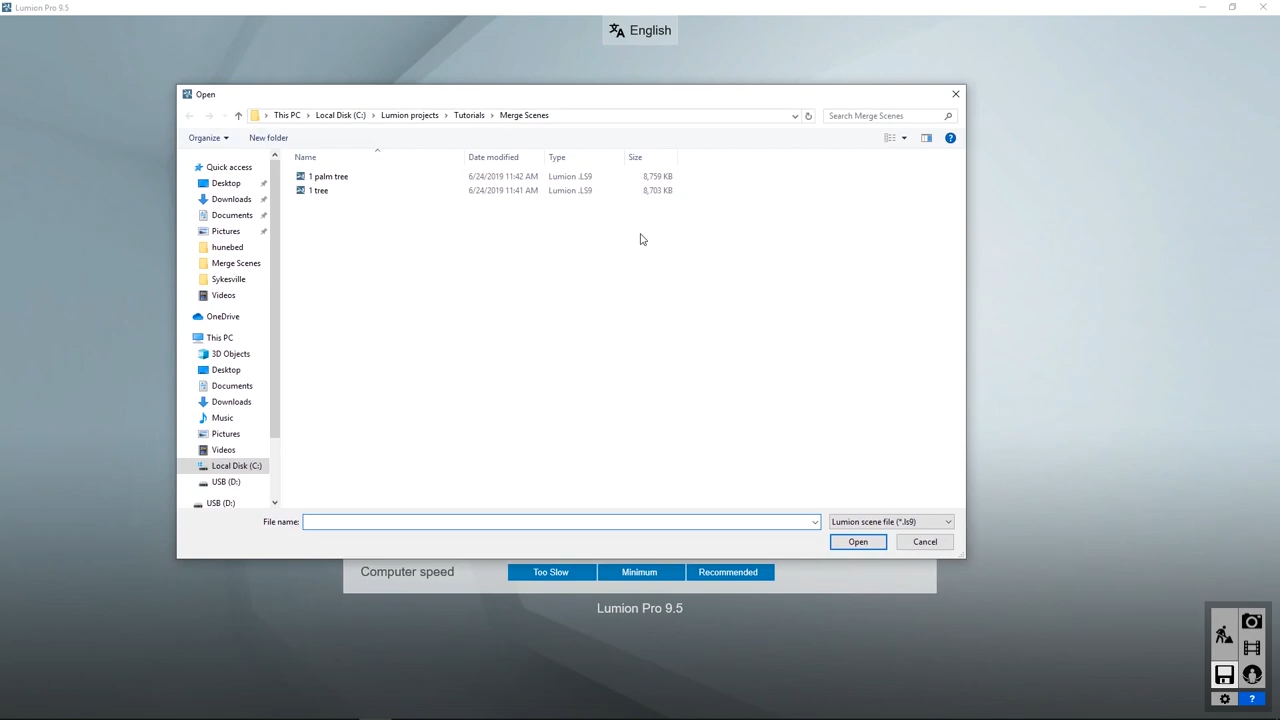 Lumion Pro 9.5
English
Open
This PC Local Disk (C:) Lumion projects Tutorials Merge Scenes
Search Merge Scenes
Organize New folder
Name Date modified Type Size
1 palm tree 6/24/2019 11:42 AM Lumion .LS9 8,759 KB
1 tree 6/24/2019 11:41 AM Lumion .LS9 8,703 KB
Quick access
Desktop
Downloads
Documents
Pictures
hunebed
Merge Scenes
Sykesville
Videos
OneDrive
This PC
3D Objects
Desktop
Documents
Downloads
Music
Pictures
Videos
Local Disk (C:)
USB (D:)
USB (D:)
File name: Lumion scene file (*.ls9)
Open Cancel
Computer speed Too Slow Minimum Recommended
Lumion Pro 9.5
?